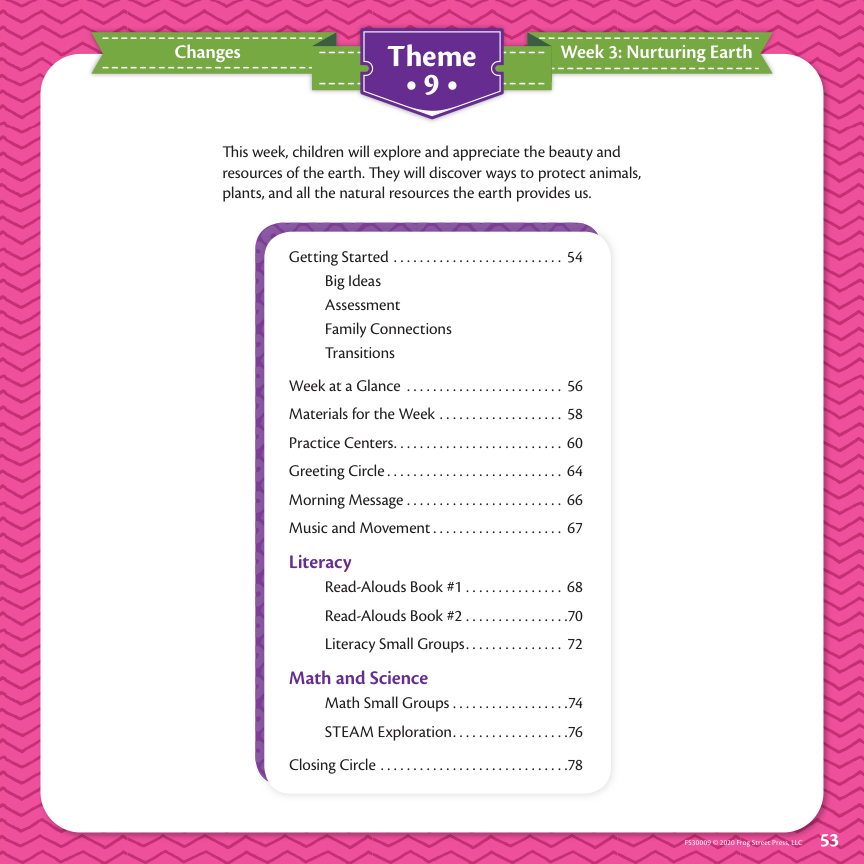 Changes
Theme
• 9 •
Week 3: Nurturing Earth
This week, children will explore and appreciate the beauty and
resources of the earth. They will discover ways to protect animals,
plants, and all the natural resources the earth provides us.
Getting Started . . . . . . . . . . . . . . . . . . . . . . . . . . 54
Big Ideas
Assessment
Family Connections
Transitions
Week at a Glance . . . . . . . . . . . . . . . . . . . . . . . . 56
Materials for the Week . . . . . . . . . . . . . . . . . . . 58
Practice Centers. . . . . . . . . . . . . . . . . . . . . . . . . . 60
Greeting Circle . . . . . . . . . . . . . . . . . . . . . . . . . . . 64
Morning Message . . . . . . . . . . . . . . . . . . . . . . . . 66
Music and Movement . . . . . . . . . . . . . . . . . . . . 67
Literacy
Read-Alouds Book #1 . . . . . . . . . . . . . . . 68
Read-Alouds Book #2 . . . . . . . . . . . . . . . .70
Literacy Small Groups. . . . . . . . . . . . . . . 72
Math and Science
Math Small Groups . . . . . . . . . . . . . . . . . .74
STEAM Exploration. . . . . . . . . . . . . . . . . .76
Closing Circle . . . . . . . . . . . . . . . . . . . . . . . . . . . . .78
FS30009 © 2020 Frog Street Press, LLC
53